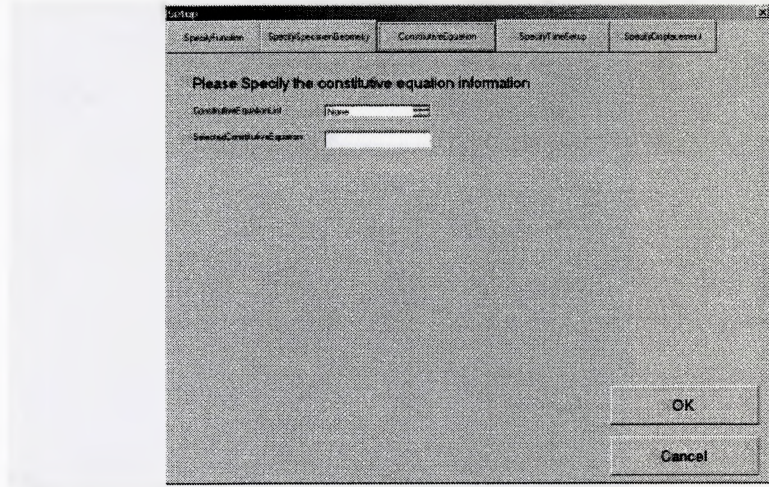 Setup
SpecifyFunction SpecifySpecimenGeometry ConstitutiveEquation SpecifyTimeSetup SpecifyDisplacement
Please Specify the constitutive equation information
ConstitutiveEquationList None
SelectedConstitutiveEquation
OK
Cancel